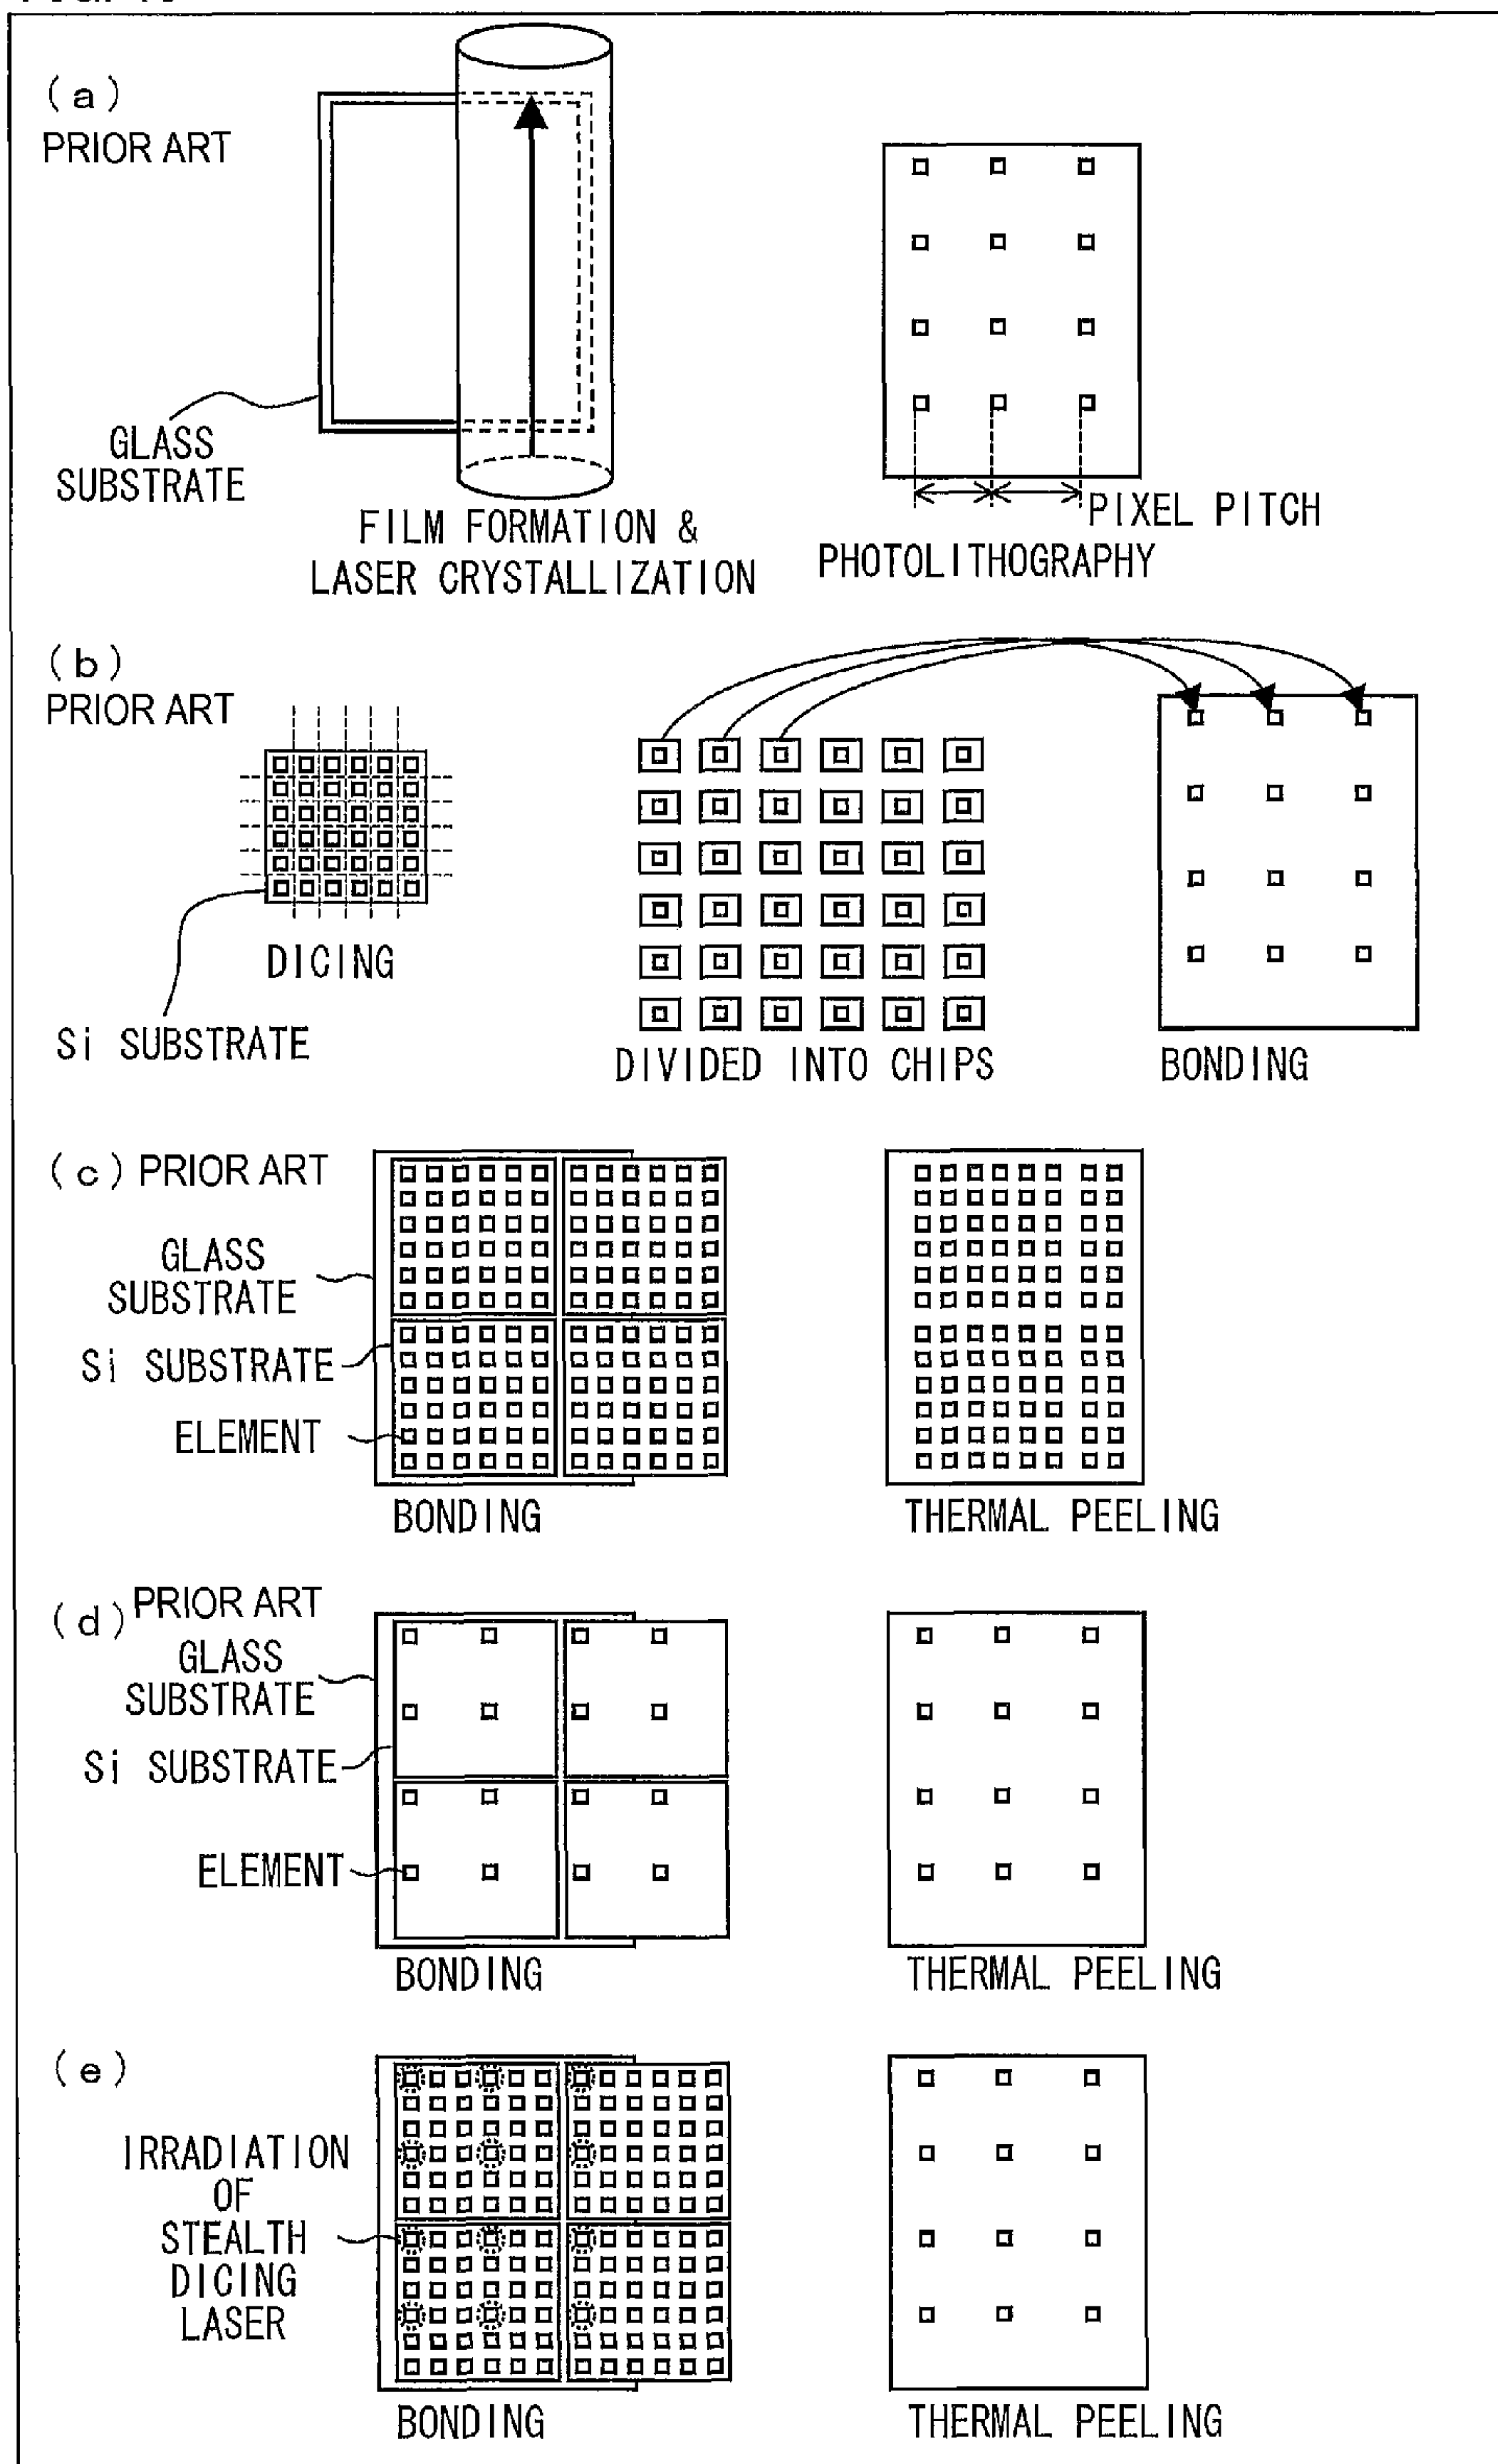 (a)
PRIOR ART
GLASS
SUBSTRATE
FILM FORMATION &
LASER CRYSTALLIZATION
PIXEL PITCH
PHOTOLITHOGRAPHY
(b)
PRIOR ART
DICING
Si SUBSTRATE
DIVIDED INTO CHIPS
BONDING
(c) PRIOR ART
GLASS
SUBSTRATE
Si SUBSTRATE
ELEMENT
BONDING
THERMAL PEELING
(d) PRIOR ART
GLASS
SUBSTRATE
Si SUBSTRATE
ELEMENT
BONDING
THERMAL PEELING
(e)
IRRADIATION
OF
STEALTH
DICING
LASER
BONDING
THERMAL PEELING